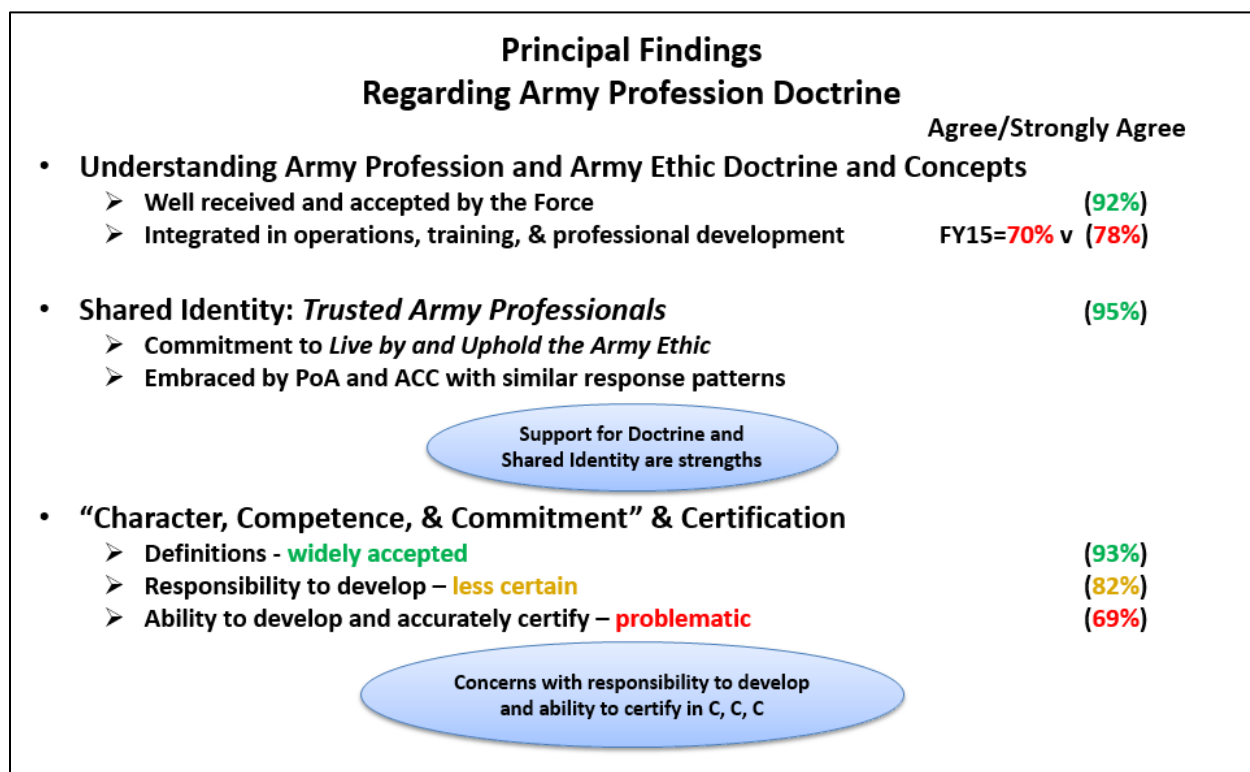 Principal Findings
Regarding Army Profession Doctrine
Agree/Strongly Agree
• Understanding Army Profession and Army Ethic Doctrine and Concepts
➢ Well received and accepted by the Force (92%)
➢ Integrated in operations, training, & professional development FY15=70% v (78%)
• Shared Identity: Trusted Army Professionals (95%)
➢ Commitment to Live by and Uphold the Army Ethic
➢ Embraced by PoA and ACC with similar response patterns
Support for Doctrine and
Shared Identity are strengths
• “Character, Competence, & Commitment” & Certification
➢ Definitions - widely accepted (93%)
➢ Responsibility to develop – less certain (82%)
➢ Ability to develop and accurately certify – problematic (69%)
Concerns with responsibility to develop
and ability to certify in C, C, C